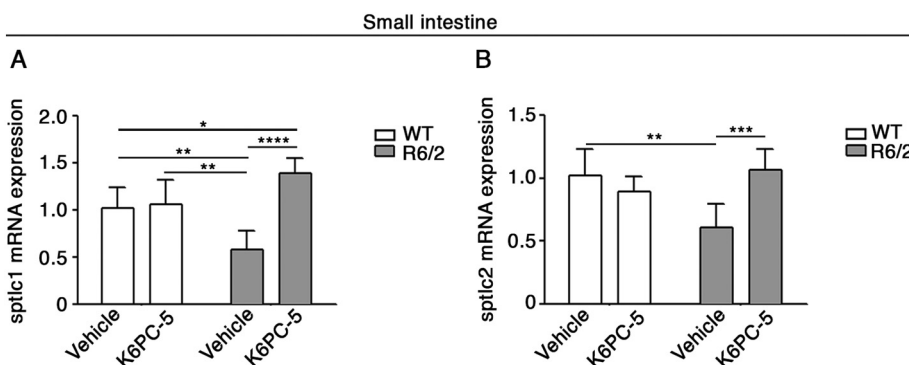 Small intestine
A
sptlc1 mRNA expression
2.0
1.5
1.0
0.5
0
*
**
****
**
WT
R6/2
Vehicle
K6PC-5
Vehicle
K6PC-5
B
sptlc2 mRNA expression
1.5
1.0
0.5
0
**
***
WT
R6/2
Vehicle
K6PC-5
Vehicle
K6PC-5